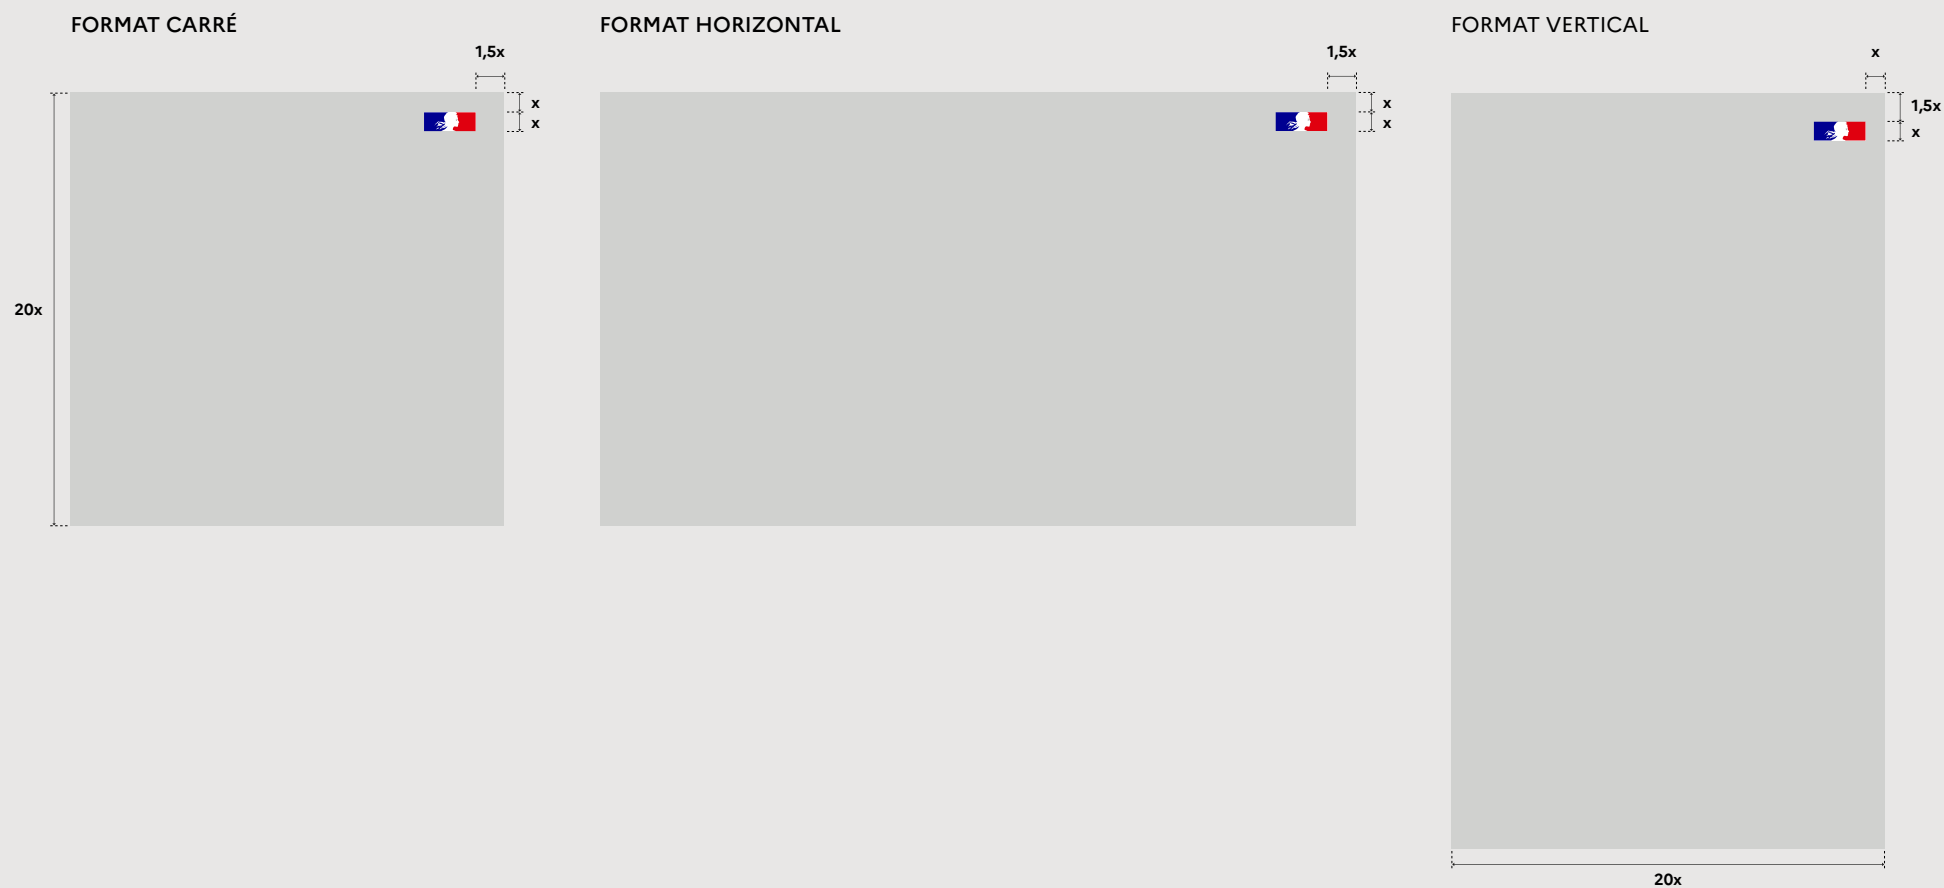 FORMAT CARRÉ
1,5x
x
x
20x
FORMAT HORIZONTAL
1,5x
x
x
FORMAT VERTICAL
x
1,5x
x
20x